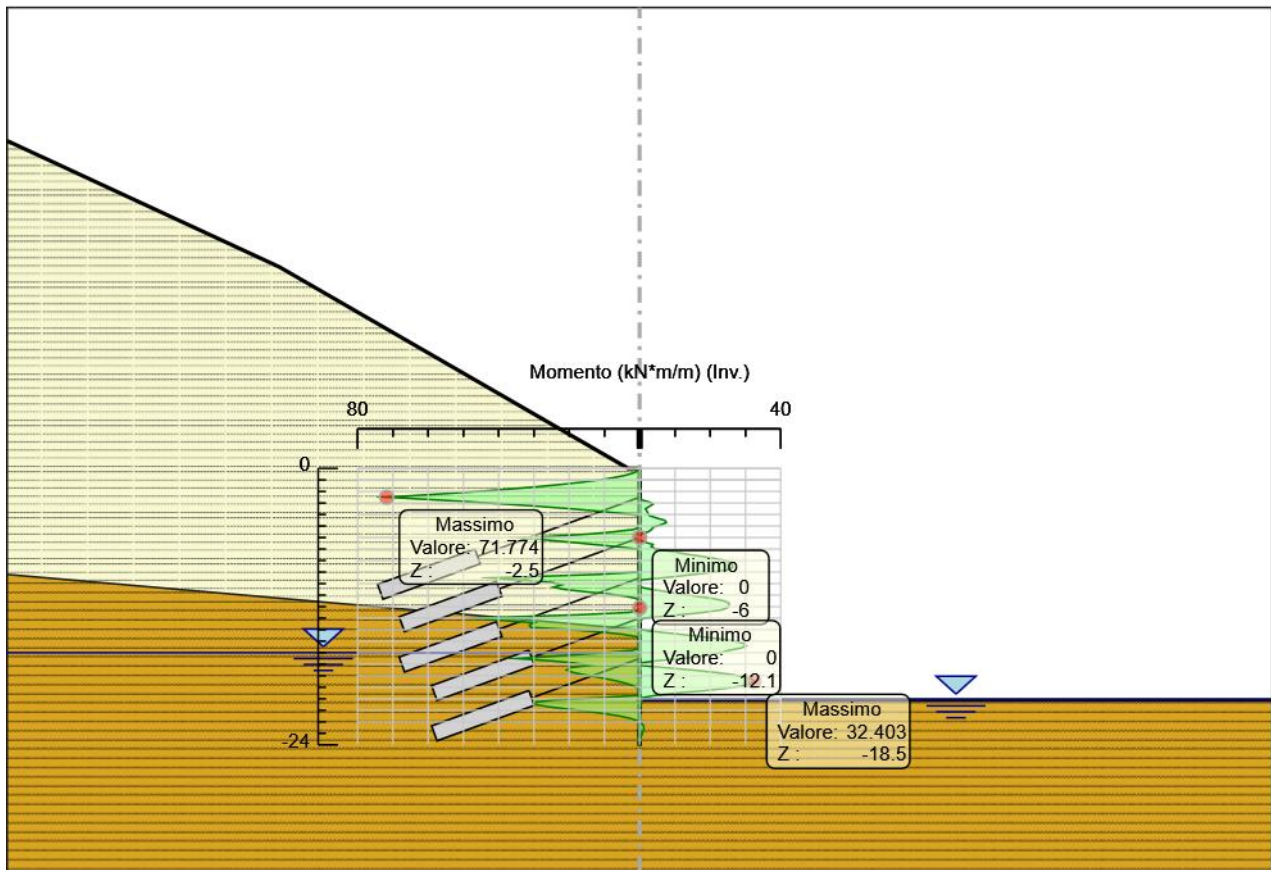 Momento (kN*m/m) (Inv.)
80
40
0
Massimo
Valore: 71.774
Z : -2.5
Minimo
Valore: 0
Z : -6
Minimo
Valore: 0
Z : -12.1
Massimo
Valore: 32.403
Z : -18.5
-24